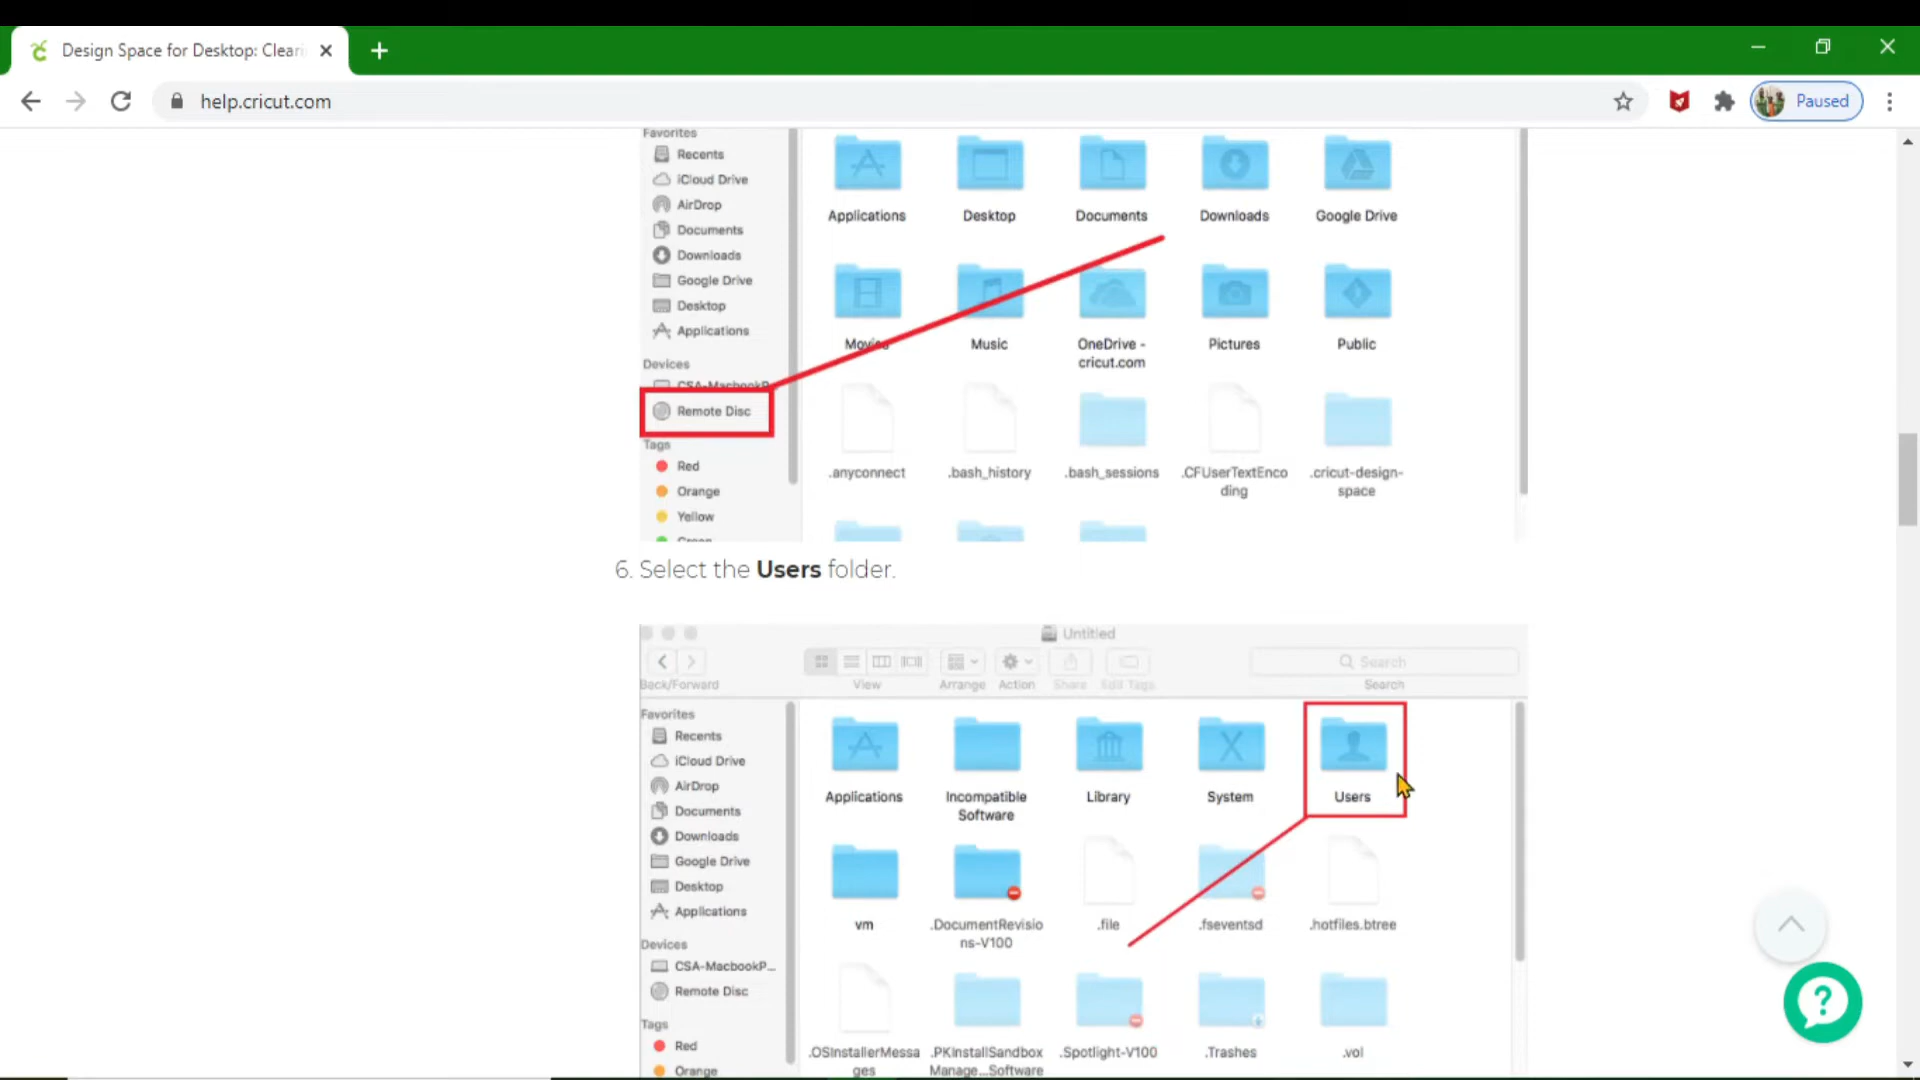 Design Space for Desktop: Cleari
help.cricut.com
Paused
Favorites
Recents
iCloud Drive
AirDrop
Documents
Downloads
Google Drive
Desktop
Applications
Devices
CSA-MacbookP
Remote Disc
Tags
Red
Orange
Yellow
Green
Applications Desktop Documents Downloads Google Drive
Movies Music OneDrive - Pictures Public
cricut.com
.anyconnect .bash_history .bash_sessions .CFUserTextEnco .cricut-design-
ding space
6. Select the Users folder.
Untitled
Search
Back/Forward View Arrange Action Share Edit Tags Search
Favorites
Recents
iCloud Drive
AirDrop
Documents
Downloads
Google Drive
Desktop
Applications
Devices
CSA-MacbookP...
Remote Disc
Tags
Red
Orange
Applications Incompatible Library System Users
Software
vm .DocumentRevisio .file .fseventsd .hotfiles.btree
ns-V100
.OSInstallerMessa .PKInstallSandbox .Spotlight-V100 .Trashes .vol
ges Manage...Software